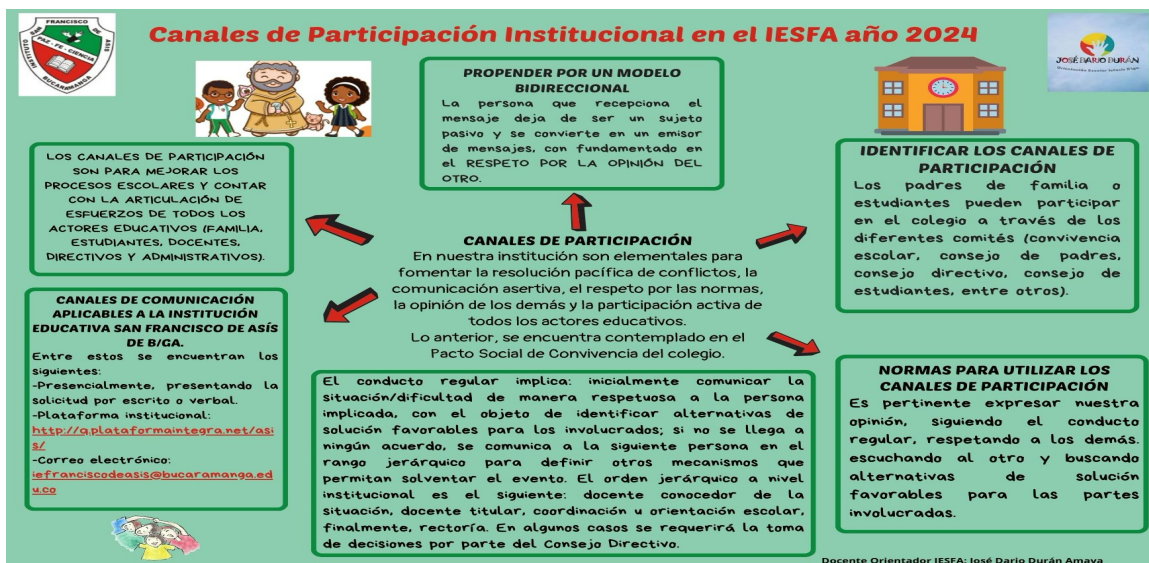 FRANCISCO
INSTITUTO SAN DE ASÍS
PAZ - FE - CIENCIA
BUCARAMANGA
Canales de Participación Institucional en el IESFA año 2024
JOSÉ DARIO DURÁN
LOS CANALES DE PARTICIPACIÓN
SON PARA MEJORAR LOS
PROCESOS ESCOLARES Y CONTAR
CON LA ARTICULACIÓN DE
ESFUERZOS DE TODOS LOS
ACTORES EDUCATIVOS (FAMILIA,
ESTUDIANTES, DOCENTES,
DIRECTIVOS Y ADMINISTRATIVOS).
PROPENDER POR UN MODELO
BIDIRECCIONAL
La persona que recepciona el
mensaje deja de ser un sujeto
pasivo y se convierte en un emisor
de mensajes, con fundamentado en
el RESPETO POR LA OPINIÓN DEL
OTRO.
IDENTIFICAR LOS CANALES DE
PARTICIPACIÓN
Los padres de familia o
estudiantes pueden participar
en el colegio a través de los
diferentes comités (convivencia
escolar, consejo de padres,
consejo directivo, consejo de
estudiantes, entre otros).
CANALES DE PARTICIPACIÓN
En nuestra institución son elementales para
fomentar la resolución pacífica de conflictos, la
comunicación asertiva, el respeto por las normas,
la opinión de los demás y la participación activa de
todos los actores educativos.
Lo anterior, se encuentra contemplado en el
Pacto Social de Convivencia del colegio.
CANALES DE COMUNICACIÓN
APLICABLES A LA INSTITUCIÓN
EDUCATIVA SAN FRANCISCO DE ASÍS
DE B/GA.
Entre estos se encuentran los
siguientes:
-Presencialmente, presentando la
solicitud por escrito o verbal.
-Plataforma institucional:
http://q.plataformaintegra.net/asi
s/
-Correo electrónico:
iefranciscodeasis@bucaramanga.ed
u.co
El conducto regular implica: inicialmente comunicar la
situación/dificultad de manera respetuosa a la persona
implicada, con el objeto de identificar alternativas de
solución favorables para los involucrados; si no se llega a
ningún acuerdo, se comunica a la siguiente persona en el
rango jerárquico para definir otros mecanismos que
permitan solventar el evento. El orden jerárquico a nivel
institucional es el siguiente: docente conocedor de la
situación, docente titular, coordinación u orientación escolar,
finalmente, rectoría. En algunos casos se requerirá la toma
de decisiones por parte del Consejo Directivo.
NORMAS PARA UTILIZAR LOS
CANALES DE PARTICIPACIÓN
Es pertinente expresar nuestra
opinión, siguiendo el conducto
regular, respetando a los demás.
escuchando al otro y buscando
alternativas de solución
favorables para las partes
involucradas.
Docente Orientador IESFA: José Dario Durán Amaya